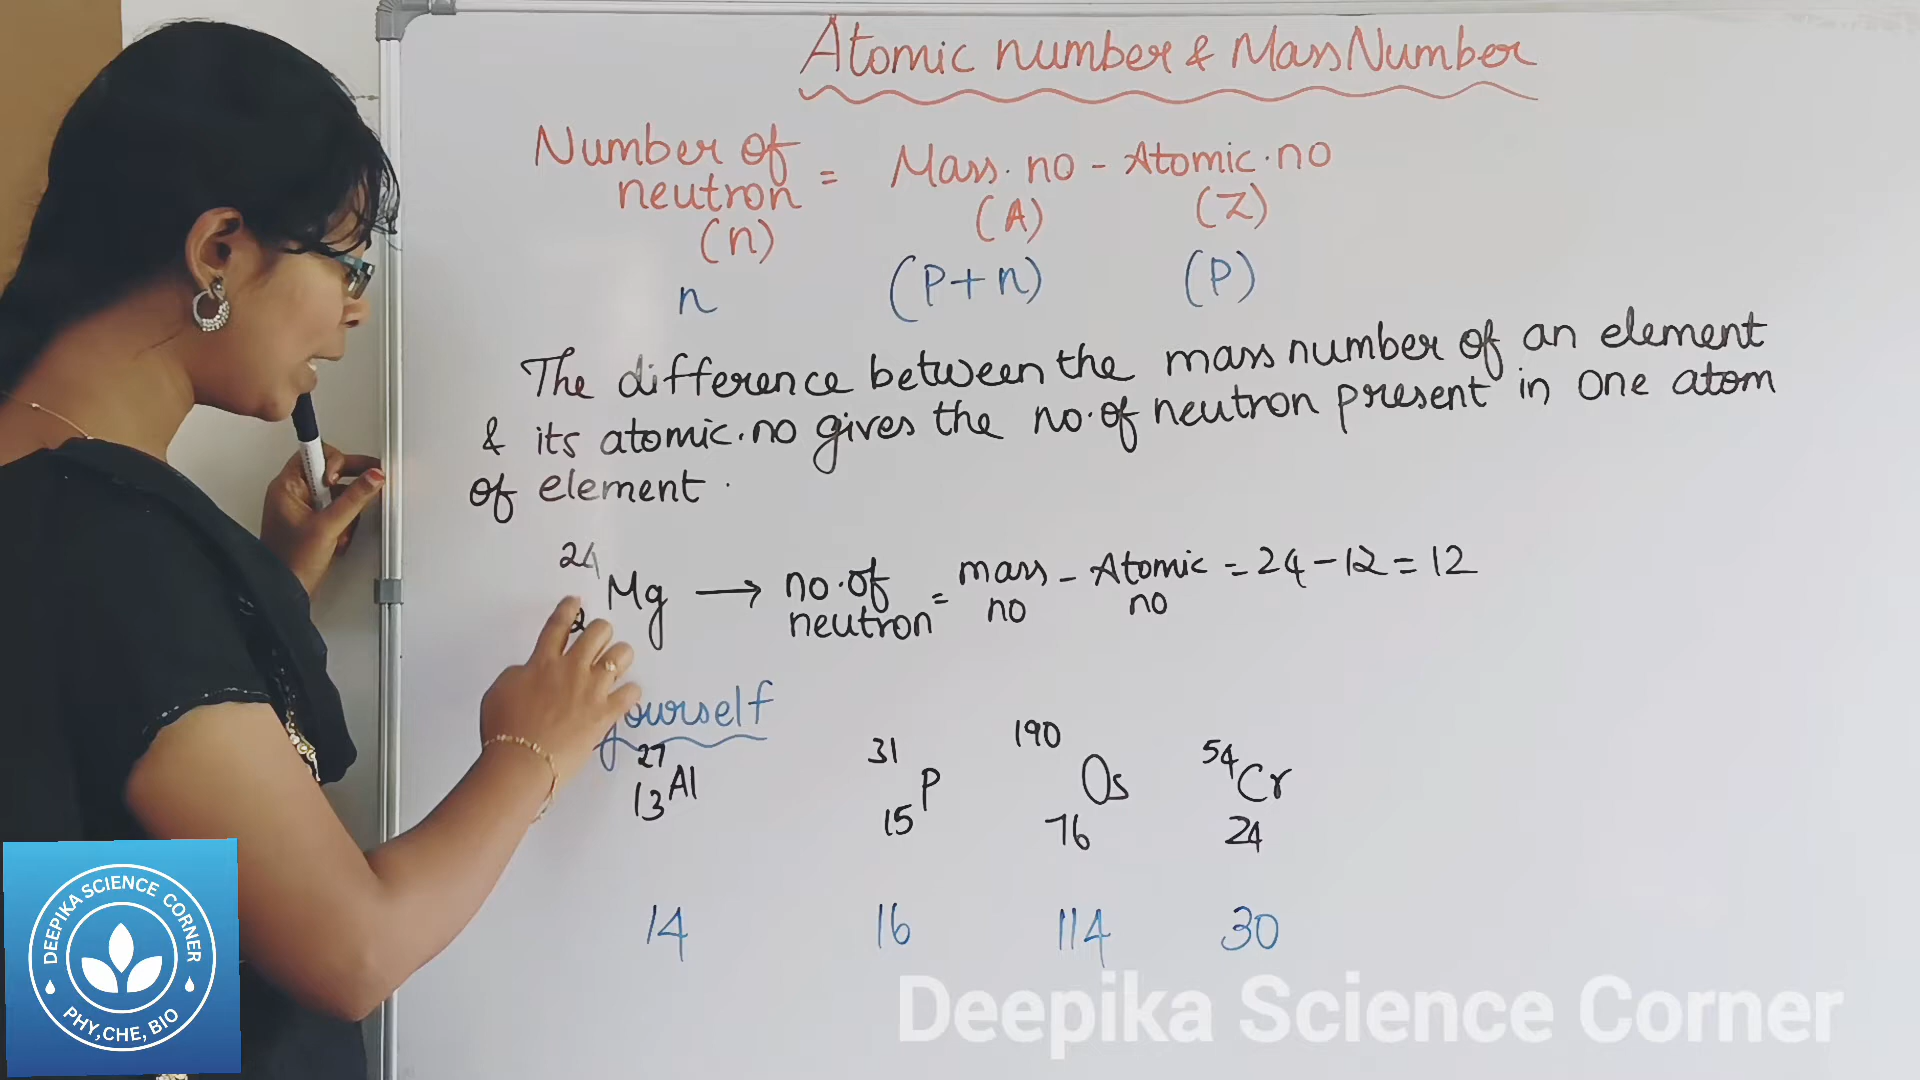 Atomic number & Mass Number
Number of neutron = Mass. no - Atomic. no
(n) (A) (Z)
n (P+n) (P)
The difference between the mass number of an element
& its atomic. no gives the no. of neutron present in one atom
of element.
24
Mg → no. of neutron = mass no - Atomic no = 24 - 12 = 12
2
yourself
27 31 190 54
Al P Os Cr
13 15 76 24
14 16 114 30
DEEPIKA SCIENCE CORNER
PHY, CHE, BIO
Deepika Science Corner